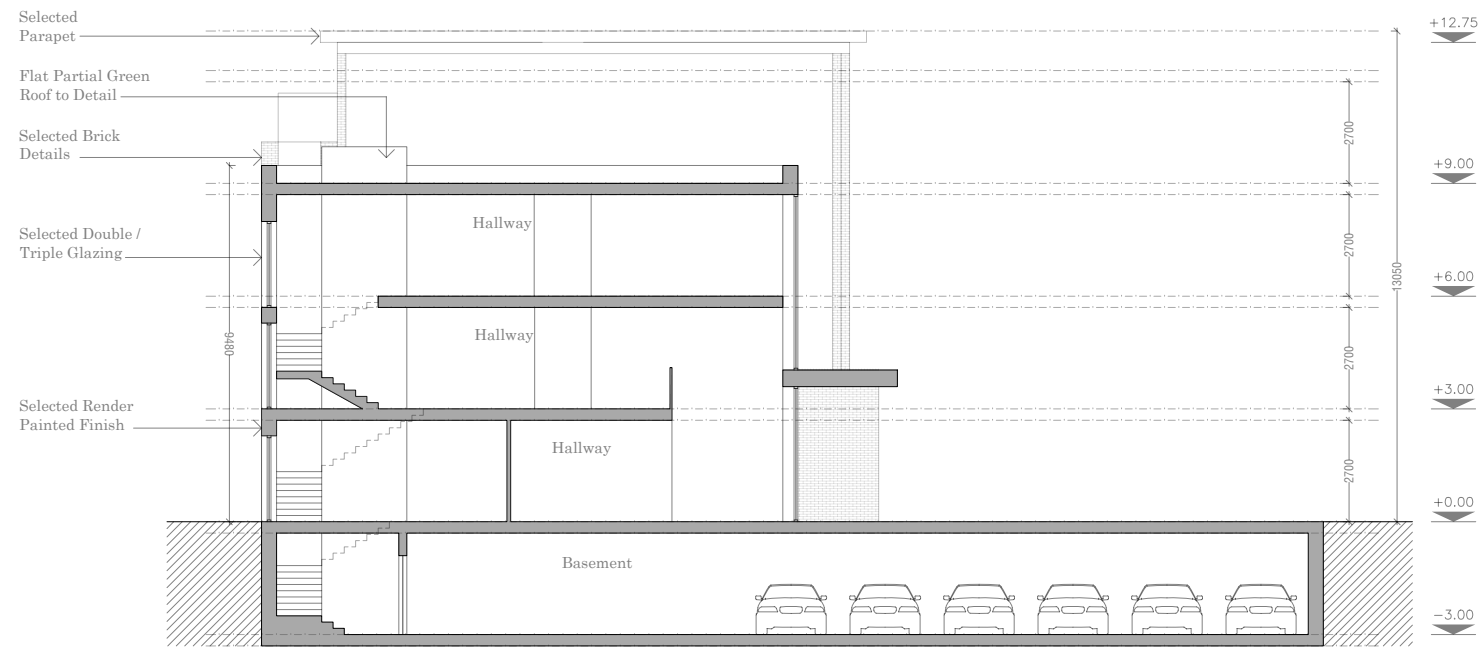 Selected
Parapet
Flat Partial Green
Roof to Detail
Selected Brick
Details
Selected Double /
Triple Glazing
Selected Render
Painted Finish
9480
Hallway
Hallway
Hallway
Basement
2700
2700
2700
2700
13050
+12.75
+9.00
+6.00
+3.00
+0.00
-3.00